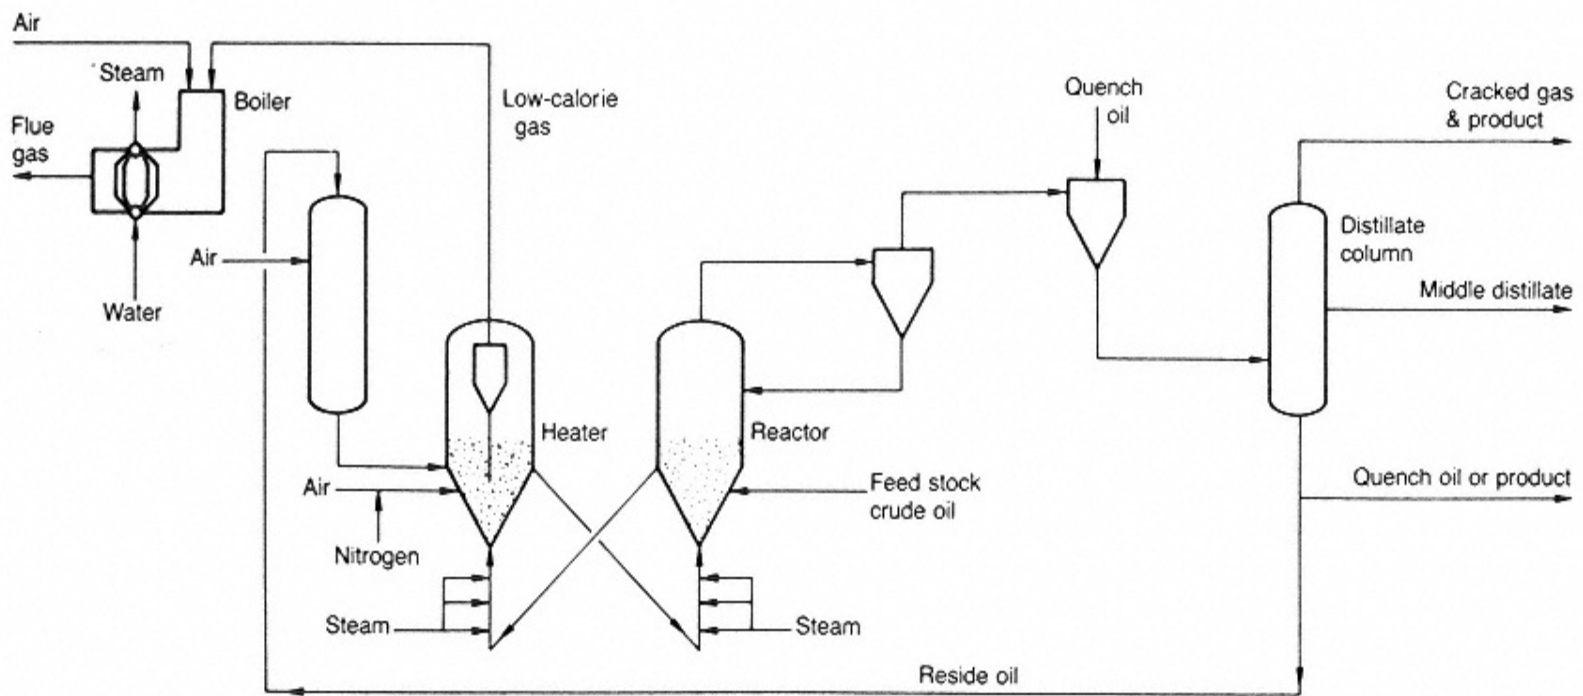 Air
Steam
Boiler
Flue
gas
Water
Low-calorie
gas
Quench
oil
Cracked gas
& product
Distillate
column
Middle distillate
Air
Heater
Reactor
Air
Nitrogen
Feed stock
crude oil
Quench oil or product
Steam
Steam
Reside oil